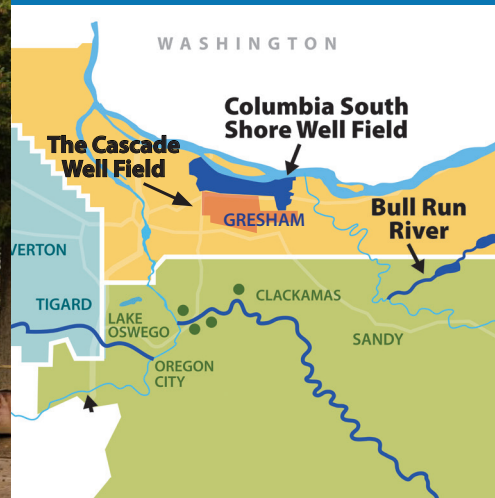 WASHINGTON
Columbia South
Shore Well Field
The Cascade
Well Field
GRESHAM
Bull Run
River
VERTON
TIGARD
LAKE
OSWEGO
CLACKAMAS
SANDY
OREGON
CITY